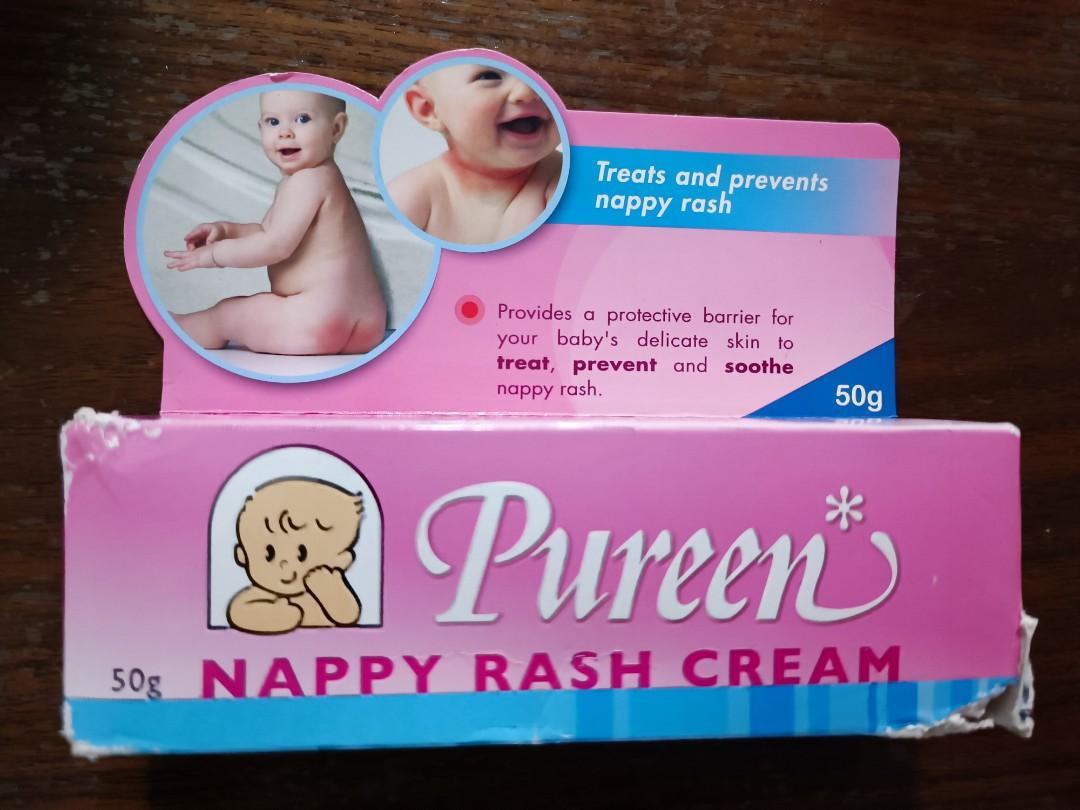 Treats and prevents
nappy rash
Provides a protective barrier for
your baby's delicate skin to
treat, prevent and soothe
nappy rash.
50g
Pureen*
50g NAPPY RASH CREAM